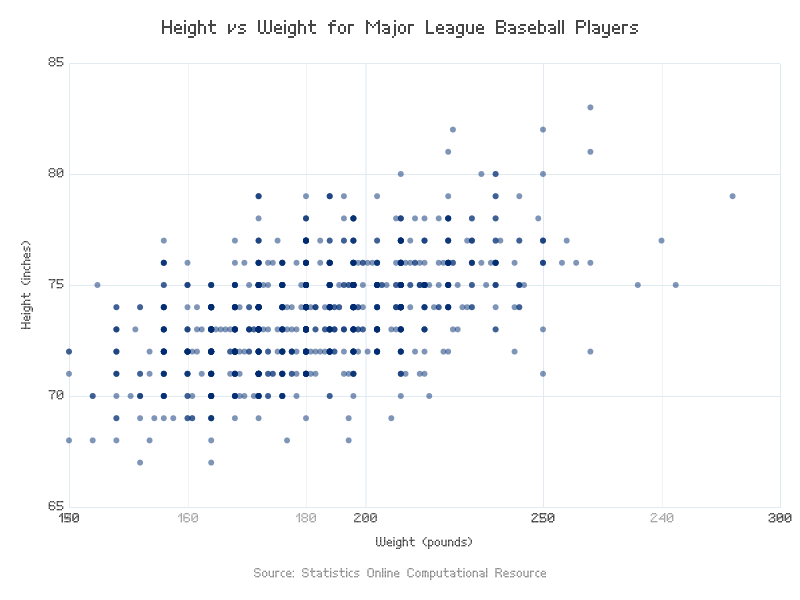 Height vs Weight for Major League Baseball Players
85
80
75
70
65
150 160 180 200 250 240 300
Height (inches)
Weight (pounds)
Source: Statistics Online Computational Resource